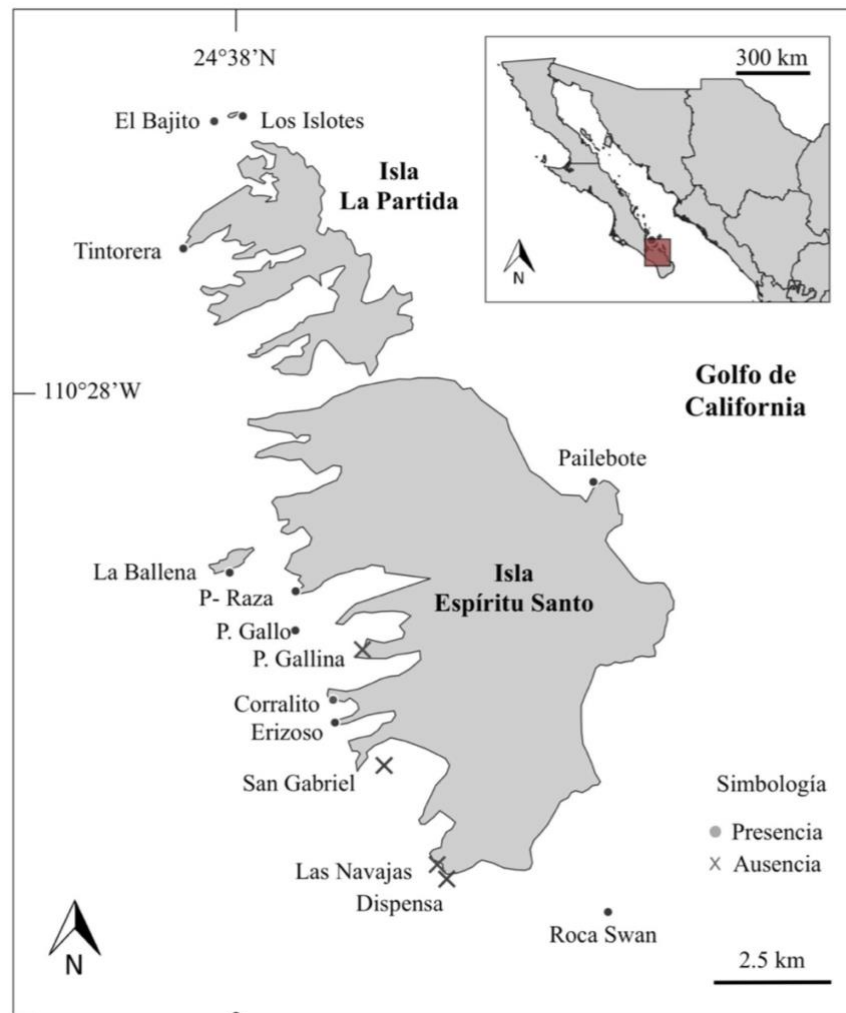 24°38’N
300 km
El Bajito
Los Islotes
Isla
La Partida
Tintorera
N
110°28’W
Golfo de
California
Pailebote
La Ballena
Isla
Espíritu Santo
P- Raza
P. Gallo
P. Gallina
Corralito
Erizoso
San Gabriel
Simbología
Presencia
Ausencia
Las Navajas
Dispensa
Roca Swan
N
2.5 km